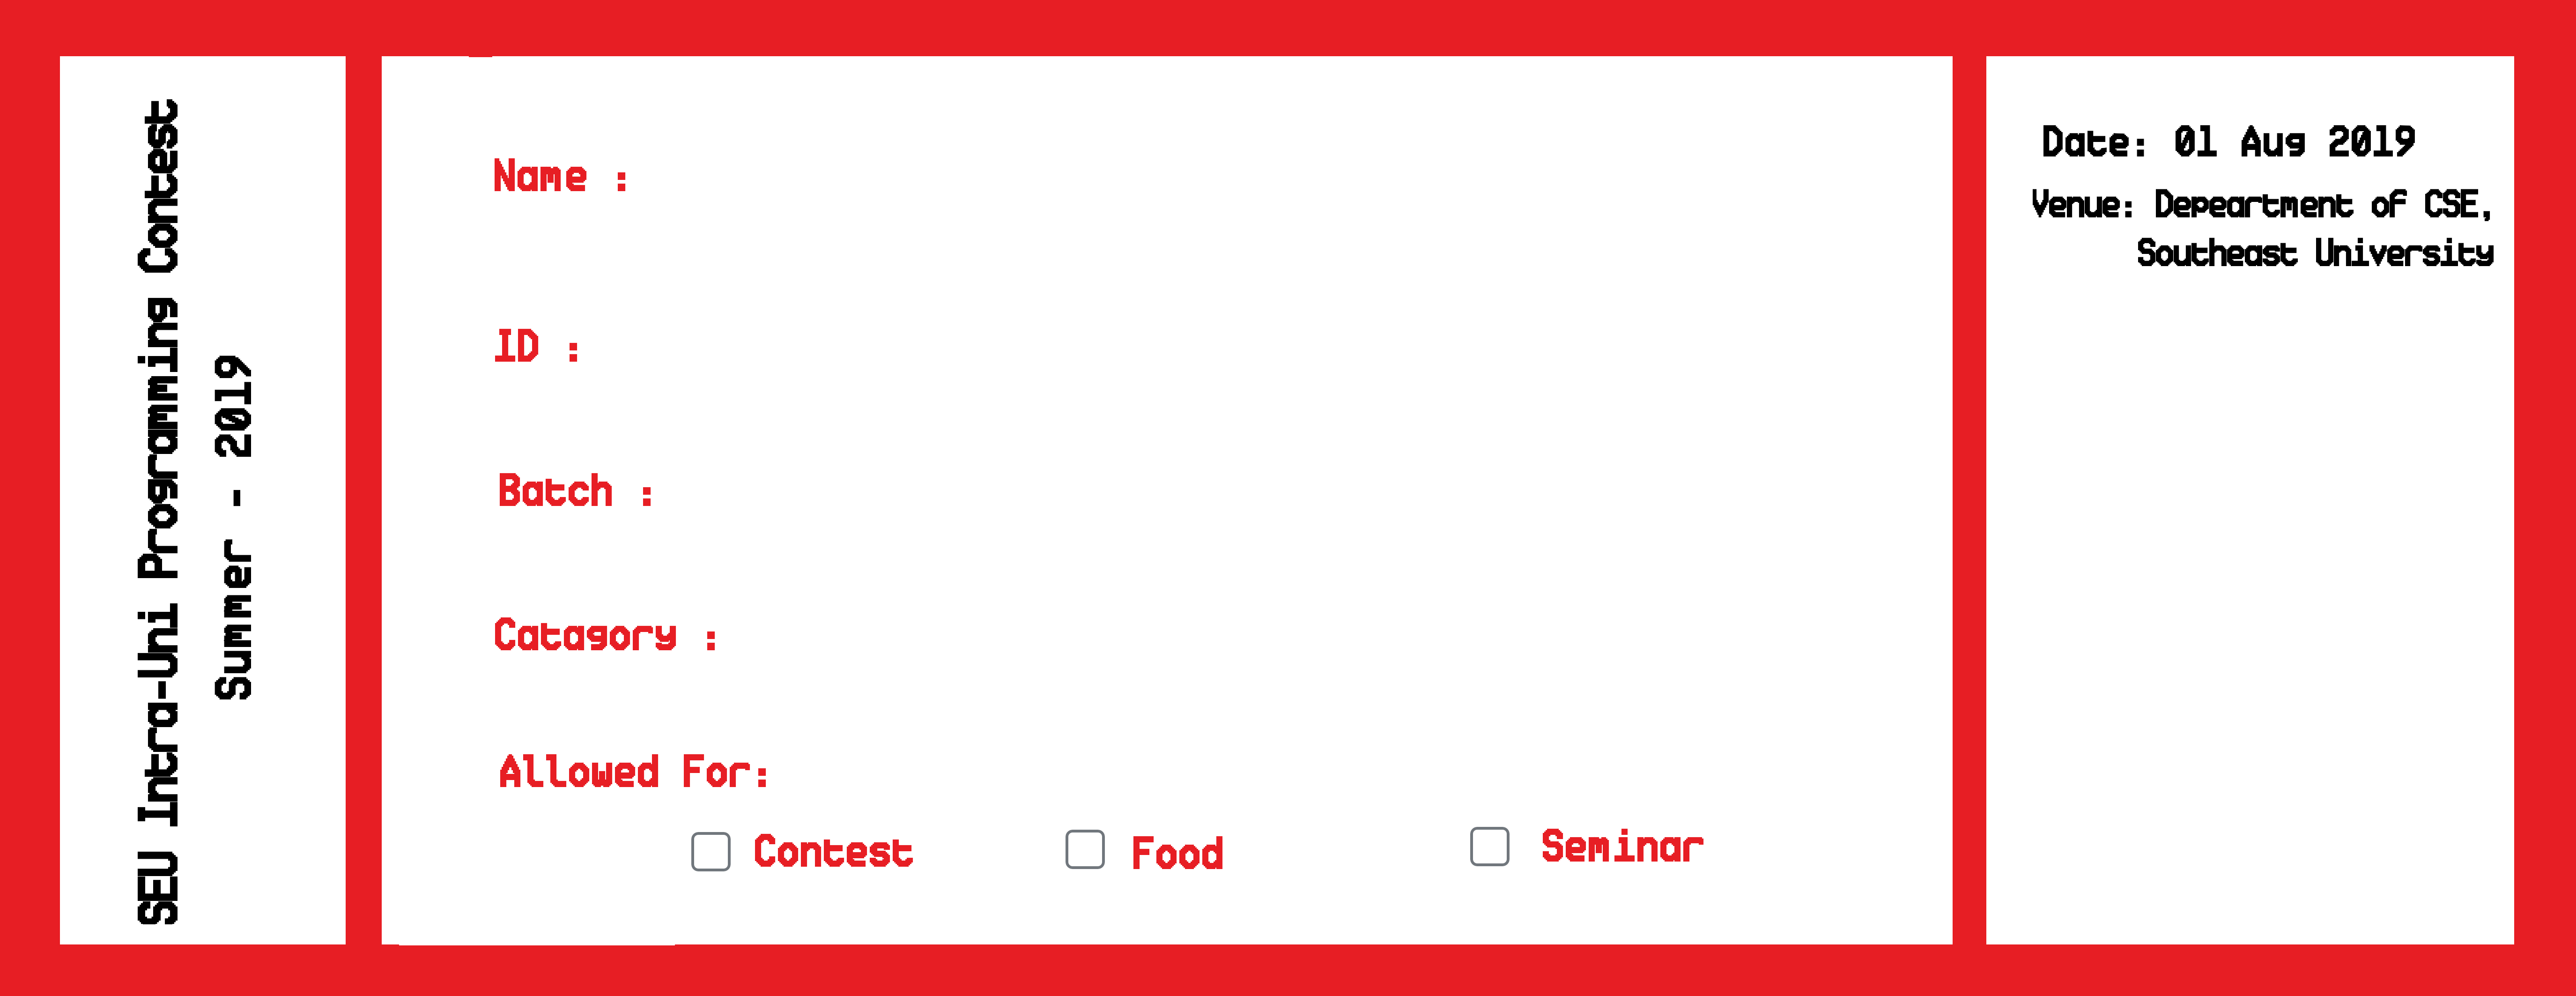 SEU Intra-Uni Programming Contest
Summer - 2019
Name :
ID :
Batch :
Catagory :
Allowed For:
Contest
Food
Seminar
Date: 01 Aug 2019
Venue: Depeartment of CSE,
Southeast University